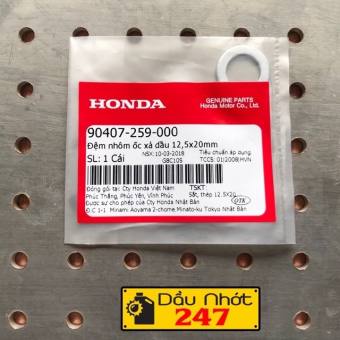 HONDA
GENUINE PARTS
Honda Motor Co., Ltd.
90407-259-000
Đệm nhôm ốc xả dầu 12,5x20mm
NSX: 10-03-2018 Tiêu chuẩn áp dụng
SL: 1 Cái G8C10S TCCS: 01:2008/HVN
Đóng gói tại: Cty Honda Việt Nam TSKT
Phúc Thắng, Phúc Yên, Vĩnh Phúc Sắt, thép 12.5X20
Được sự cho phép của Cty Honda Nhật Bản
Đ.C 1-1 Minami Aoyama 2-chome,Minato-ku Tokyo Nhật Bản
Dầu Nhớt
247